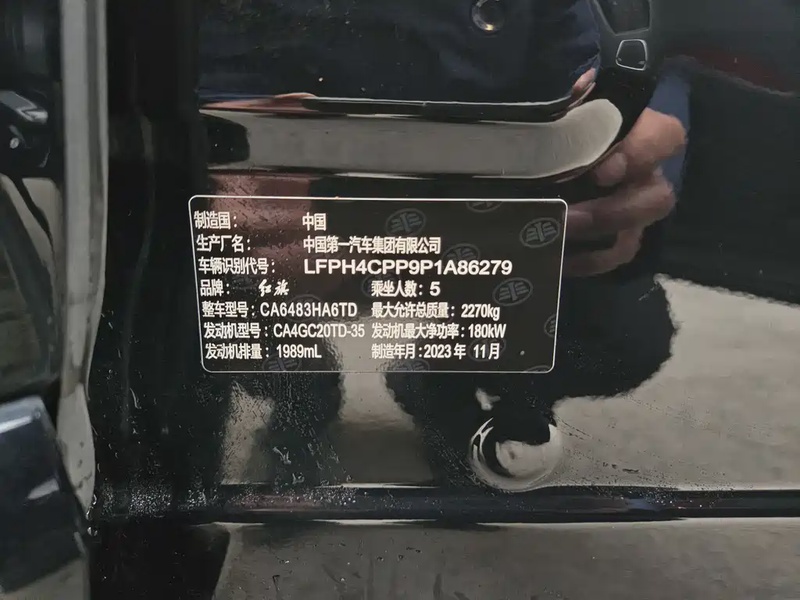 制造国： 中国
生产厂名： 中国第一汽车集团有限公司
车辆识别代号： LFPH4CPP9P1A86279
品牌： 红旗 乘坐人数：5
整车型号：CA6483HA6TD 最大允许总质量：2270kg
发动机型号：CA4GC20TD-35 发动机最大净功率：180kW
发动机排量：1989mL 制造年月：2023年 11月